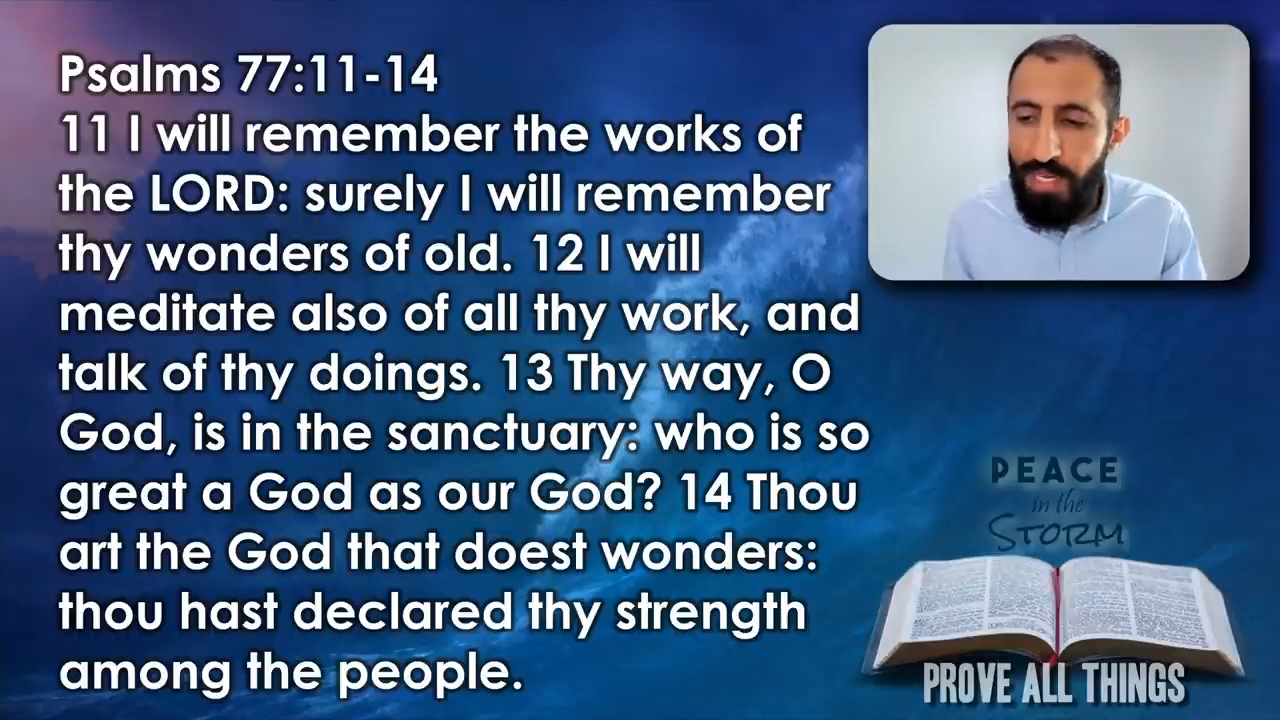 Psalms 77:11-14
11 I will remember the works of
the LORD: surely I will remember
thy wonders of old. 12 I will
meditate also of all thy work, and
talk of thy doings. 13 Thy way, O
God, is in the sanctuary: who is so
great a God as our God? 14 Thou
art the God that doest wonders:
thou hast declared thy strength
among the people.
PEACE
in the
STORM
PROVE ALL THINGS